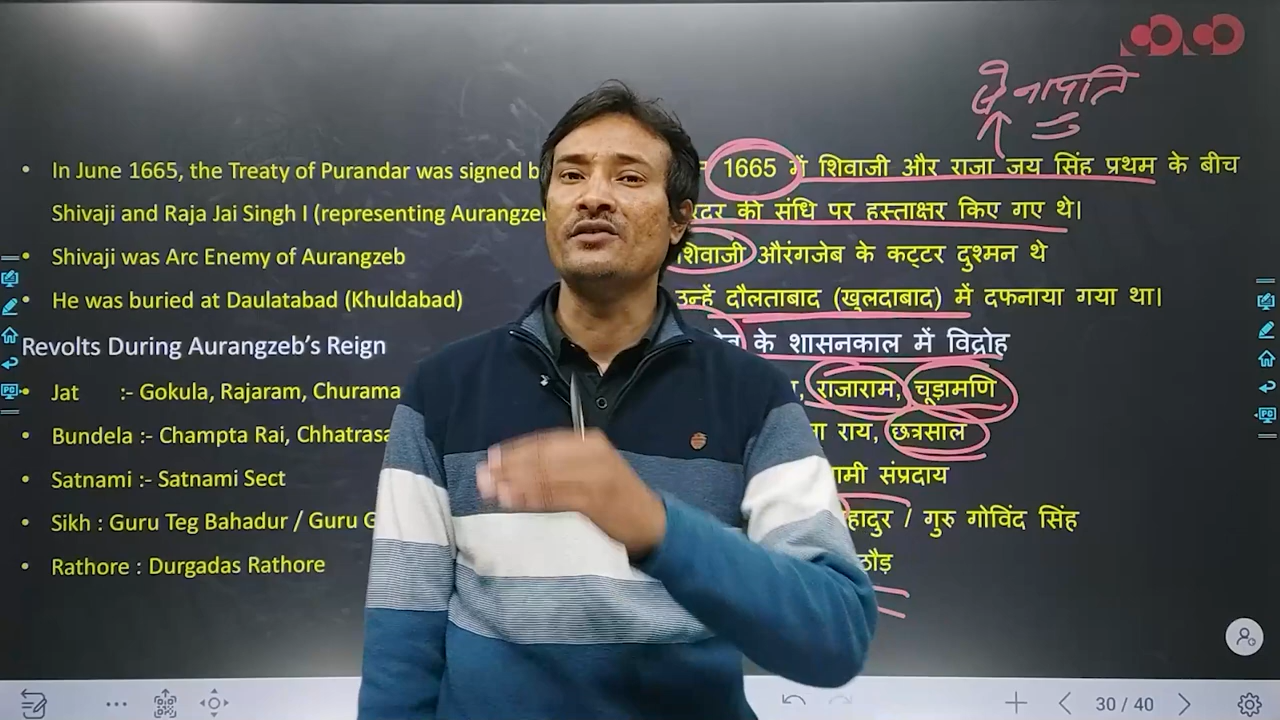 सेनापति
In June 1665, the Treaty of Purandar was signed b
1665 में शिवाजी और राजा जय सिंह प्रथम के बीच
Shivaji and Raja Jai Singh I (representing Aurangze
की संधि पर हस्ताक्षर किए गए थे।
Shivaji was Arc Enemy of Aurangzeb
शिवाजी औरंगजेब के कट्टर दुश्मन थे
He was buried at Daulatabad (Khuldabad)
उन्हें दौलताबाद (खुलदाबाद) में दफनाया गया था।
Revolts During Aurangzeb's Reign
के शासनकाल में विद्रोह
Jat :- Gokula, Rajaram, Churama
, राजाराम, चूड़ामणि
Bundela :- Champta Rai, Chhatrasa
राय, छत्रसाल
Satnami :- Satnami Sect
ामी संप्रदाय
Sikh : Guru Teg Bahadur / Guru G
हादुर / गुरु गोविंद सिंह
Rathore : Durgadas Rathore
ठौड़
30 / 40